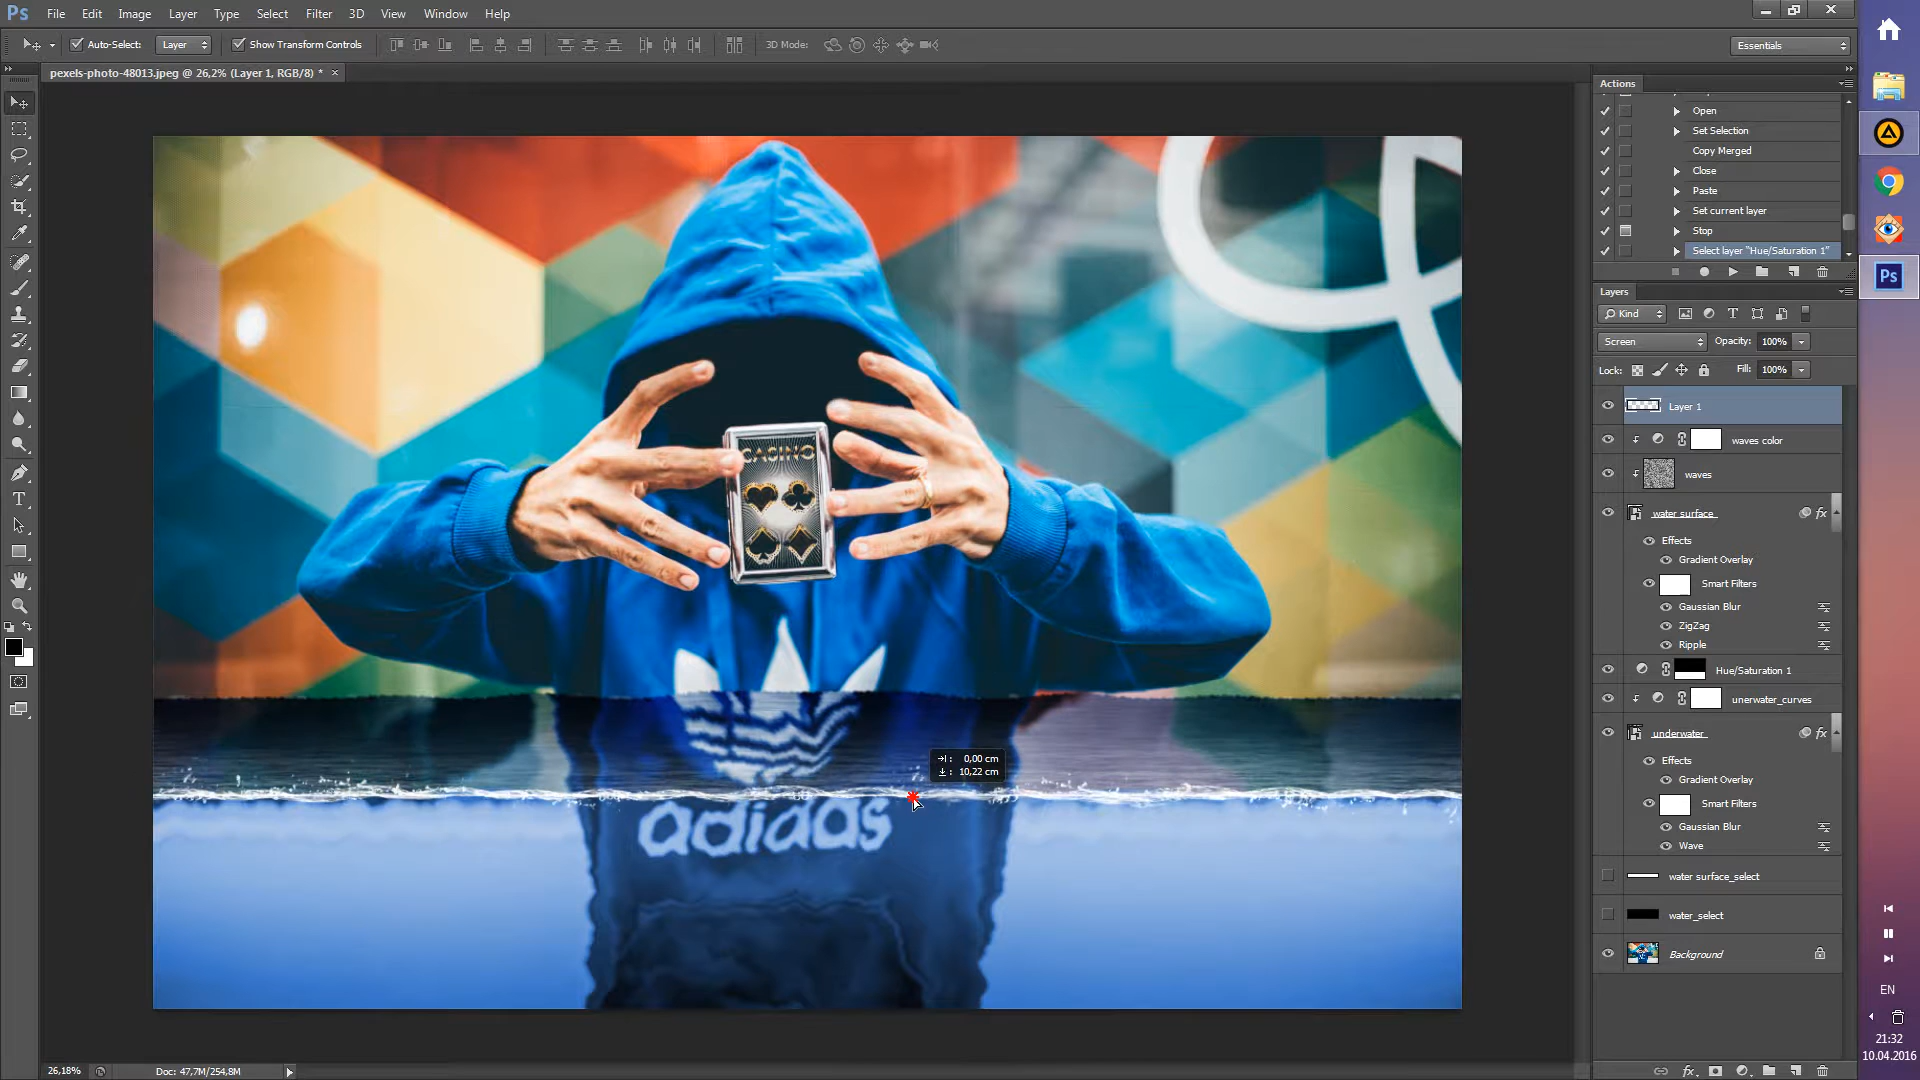 Ps File Edit Image Layer Type Select Filter 3D View Window Help
Auto-Select: Layer Show Transform Controls 3D Mode: Essentials
pexels-photo-48013.jpeg @ 26,2% (Layer 1, RGB/8) * ×
Actions
Open
Set Selection
Copy Merged
Close
Paste
Set current layer
Stop
Select layer "Hue/Saturation 1"
Ps
Layers
Kind
Screen Opacity: 100%
Lock: Fill: 100%
Layer 1
waves color
waves
water surface
Effects
Gradient Overlay
Smart Filters
Gaussian Blur
ZigZag
Ripple
Hue/Saturation 1
unerwater_curves
underwater
Effects
Gradient Overlay
Smart Filters
Gaussian Blur
Wave
water surface_select
water_select
Background
CASINO
0,00 cm
10,22 cm
adidas
EN
21:32
10.04.2016
26,18% Doc: 47,7M/254,8M